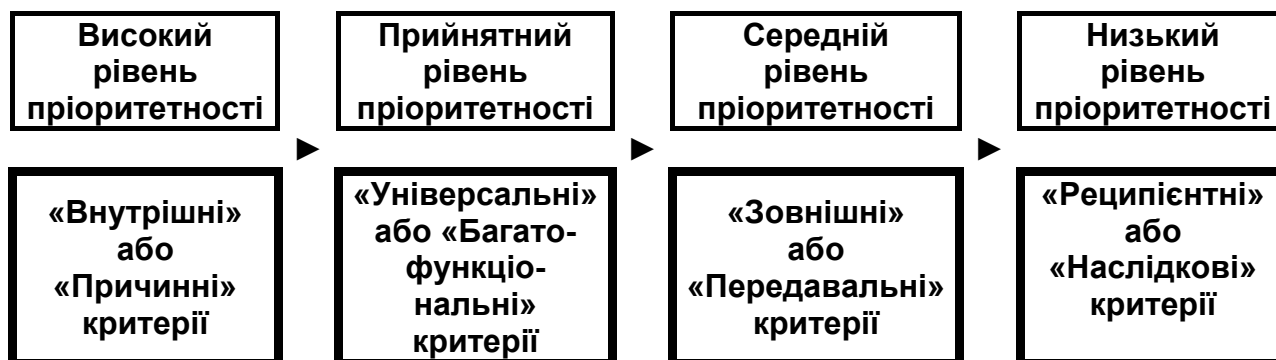 Високий
рівень
пріоритетності
Прийнятний
рівень
пріоритетності
Середній
рівень
пріоритетності
Низький
рівень
пріоритетності
«Внутрішні»
або
«Причинні»
критерії
«Універсальні»
або «Багато-
функціо-
нальні»
критерії
«Зовнішні»
або
«Передавальні»
критерії
«Реципієнтні»
або
«Наслідкові»
критерії